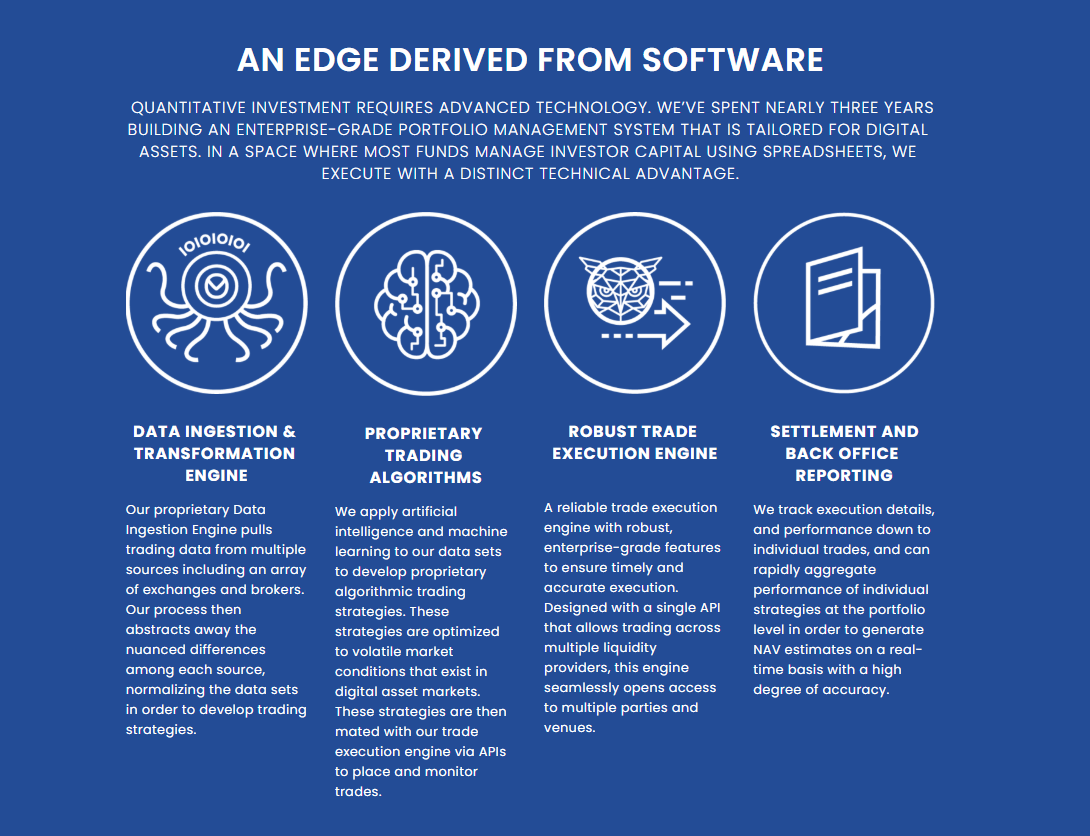 AN EDGE DERIVED FROM SOFTWARE
QUANTITATIVE INVESTMENT REQUIRES ADVANCED TECHNOLOGY. WE'VE SPENT NEARLY THREE YEARS
BUILDING AN ENTERPRISE-GRADE PORTFOLIO MANAGEMENT SYSTEM THAT IS TAILORED FOR DIGITAL
ASSETS. IN A SPACE WHERE MOST FUNDS MANAGE INVESTOR CAPITAL USING SPREADSHEETS, WE
EXECUTE WITH A DISTINCT TECHNICAL ADVANTAGE.
IOIOIOIOI
DATA INGESTION &
TRANSFORMATION
ENGINE
Our proprietary Data
Ingestion Engine pulls
trading data from multiple
sources including an array
of exchanges and brokers.
Our process then
abstracts away the
nuanced differences
among each source,
normalizing the data sets
in order to develop trading
strategies.
PROPRIETARY
TRADING
ALGORITHMS
We apply artificial
intelligence and machine
learning to our data sets
to develop proprietary
algorithmic trading
strategies. These
strategies are optimized
to volatile market
conditions that exist in
digital asset markets.
These strategies are then
mated with our trade
execution engine via APIs
to place and monitor
trades.
ROBUST TRADE
EXECUTION ENGINE
A reliable trade execution
engine with robust,
enterprise-grade features
to ensure timely and
accurate execution.
Designed with a single API
that allows trading across
multiple liquidity
providers, this engine
seamlessly opens access
to multiple parties and
venues.
SETTLEMENT AND
BACK OFFICE
REPORTING
We track execution details,
and performance down to
individual trades, and can
rapidly aggregate
performance of individual
strategies at the portfolio
level in order to generate
NAV estimates on a real-
time basis with a high
degree of accuracy.